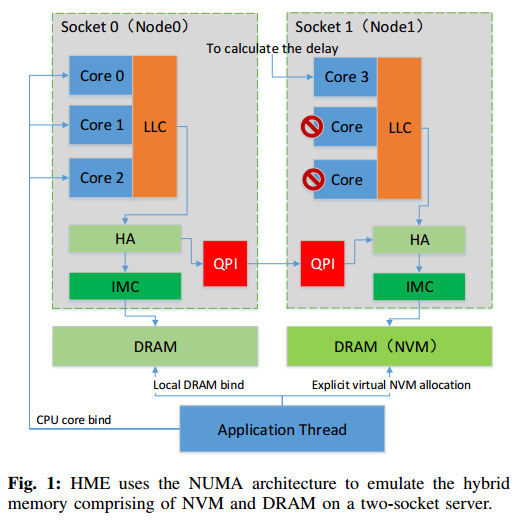 Socket 0（Node0）
Socket 1（Node1）
To calculate the delay
Core 0
Core 1
Core 2
LLC
Core 3
Core
Core
LLC
HA
QPI
QPI
HA
IMC
IMC
DRAM
DRAM（NVM）
Local DRAM bind
Explicit virtual NVM allocation
CPU core bind
Application Thread
Fig. 1: HME uses the NUMA architecture to emulate the hybrid
memory comprising of NVM and DRAM on a two-socket server.